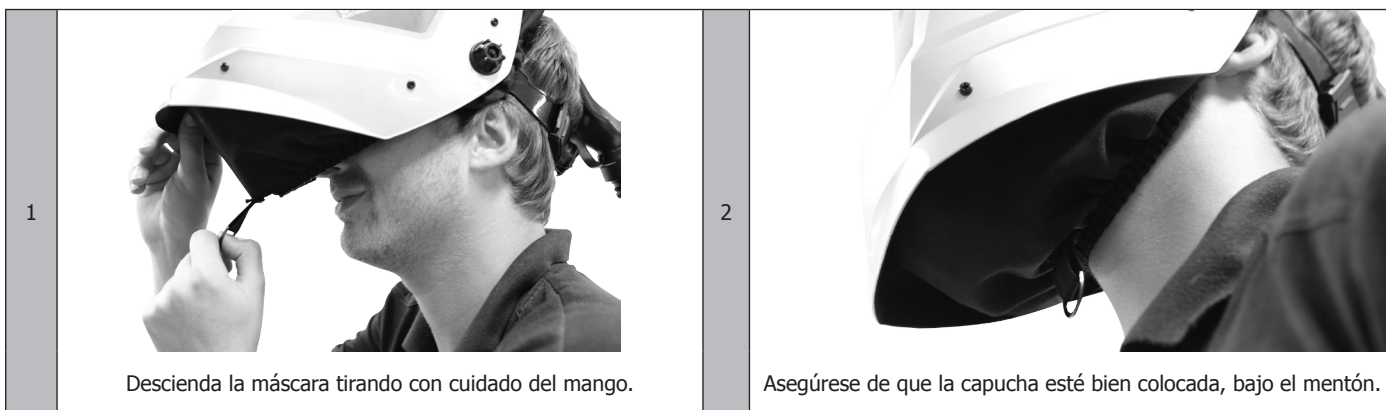 1
Descienda la máscara tirando con cuidado del mango.
2
Asegúrese de que la capucha esté bien colocada, bajo el mentón.